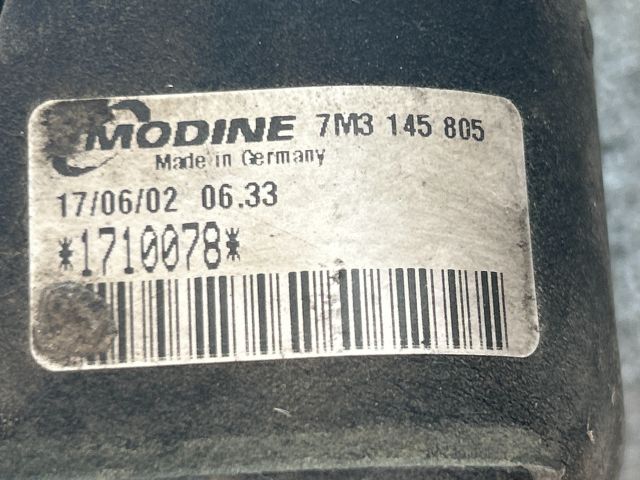 MODINE 7M3 145 805
Made in Germany
17/06/02 06.33
*1710078*